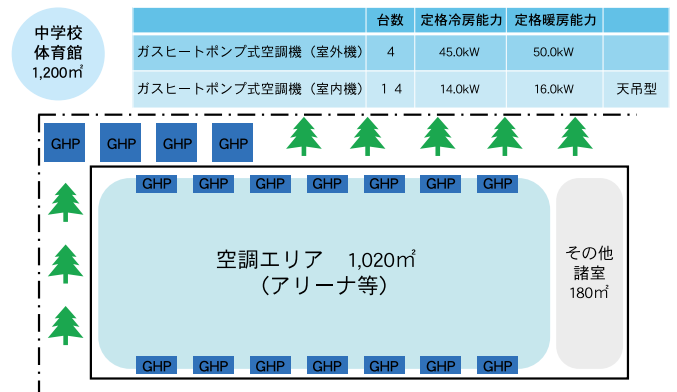 中学校
体育館
1,200㎡
台数 定格冷房能力 定格暖房能力
ガスヒートポンプ式空調機（室外機） 4 45.0kW 50.0kW
ガスヒートポンプ式空調機（室内機） １４ 14.0kW 16.0kW 天吊型
GHP GHP GHP GHP
GHP GHP GHP GHP GHP GHP GHP
空調エリア　1,020㎡
（アリーナ等）
その他
諸室
180㎡
GHP GHP GHP GHP GHP GHP GHP